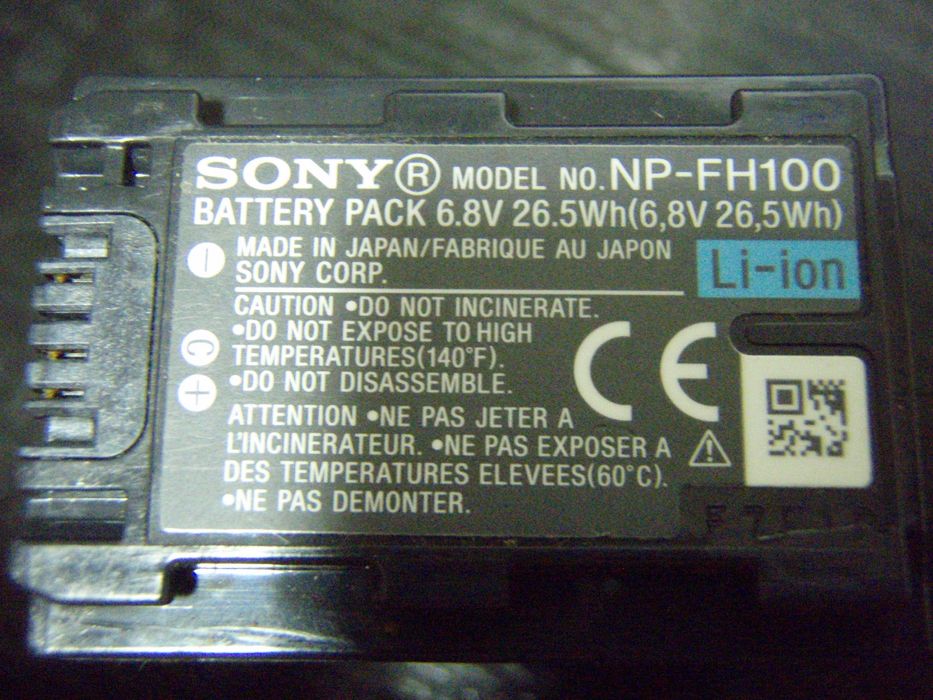 SONY® MODEL NO. NP-FH100
BATTERY PACK 6.8V 26.5Wh(6,8V 26,5Wh)
MADE IN JAPAN/FABRIQUE AU JAPON
SONY CORP.
Li-ion
CAUTION •DO NOT INCINERATE.
•DO NOT EXPOSE TO HIGH
TEMPERATURES(140°F).
•DO NOT DISASSEMBLE.
ATTENTION •NE PAS JETER A
L'INCINERATEUR. •NE PAS EXPOSER A
DES TEMPERATURES ELEVEES(60°C).
•NE PAS DEMONTER.
−
C
+
CE